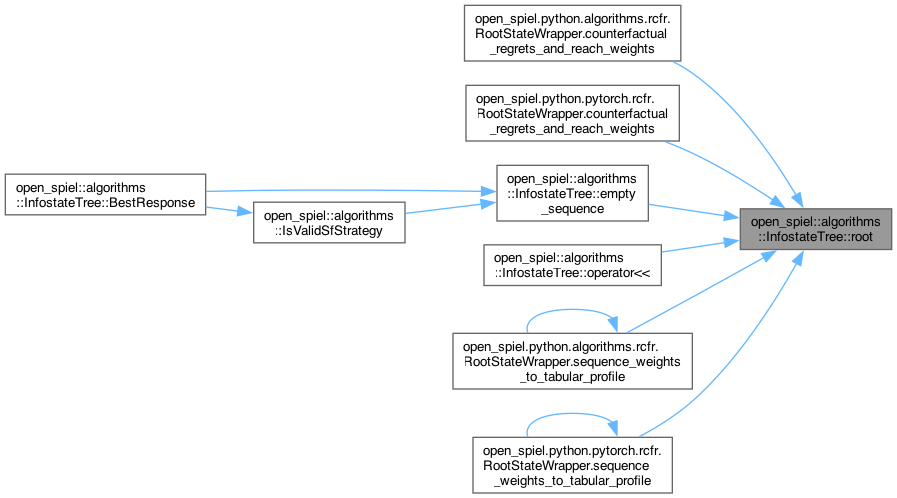 open_spiel.python.algorithms.rcfr.
RootStateWrapper.counterfactual
_regrets_and_reach_weights
open_spiel.python.pytorch.rcfr.
RootStateWrapper.counterfactual
_regrets_and_reach_weights
open_spiel::algorithms
::InfostateTree::BestResponse
open_spiel::algorithms
::IsValidSfStrategy
open_spiel::algorithms
::InfostateTree::empty
_sequence
open_spiel::algorithms
::InfostateTree::root
open_spiel::algorithms
::InfostateTree::operator<<
open_spiel.python.algorithms.rcfr.
RootStateWrapper.sequence_weights
_to_tabular_profile
open_spiel.python.pytorch.rcfr.
RootStateWrapper.sequence
_weights_to_tabular_profile